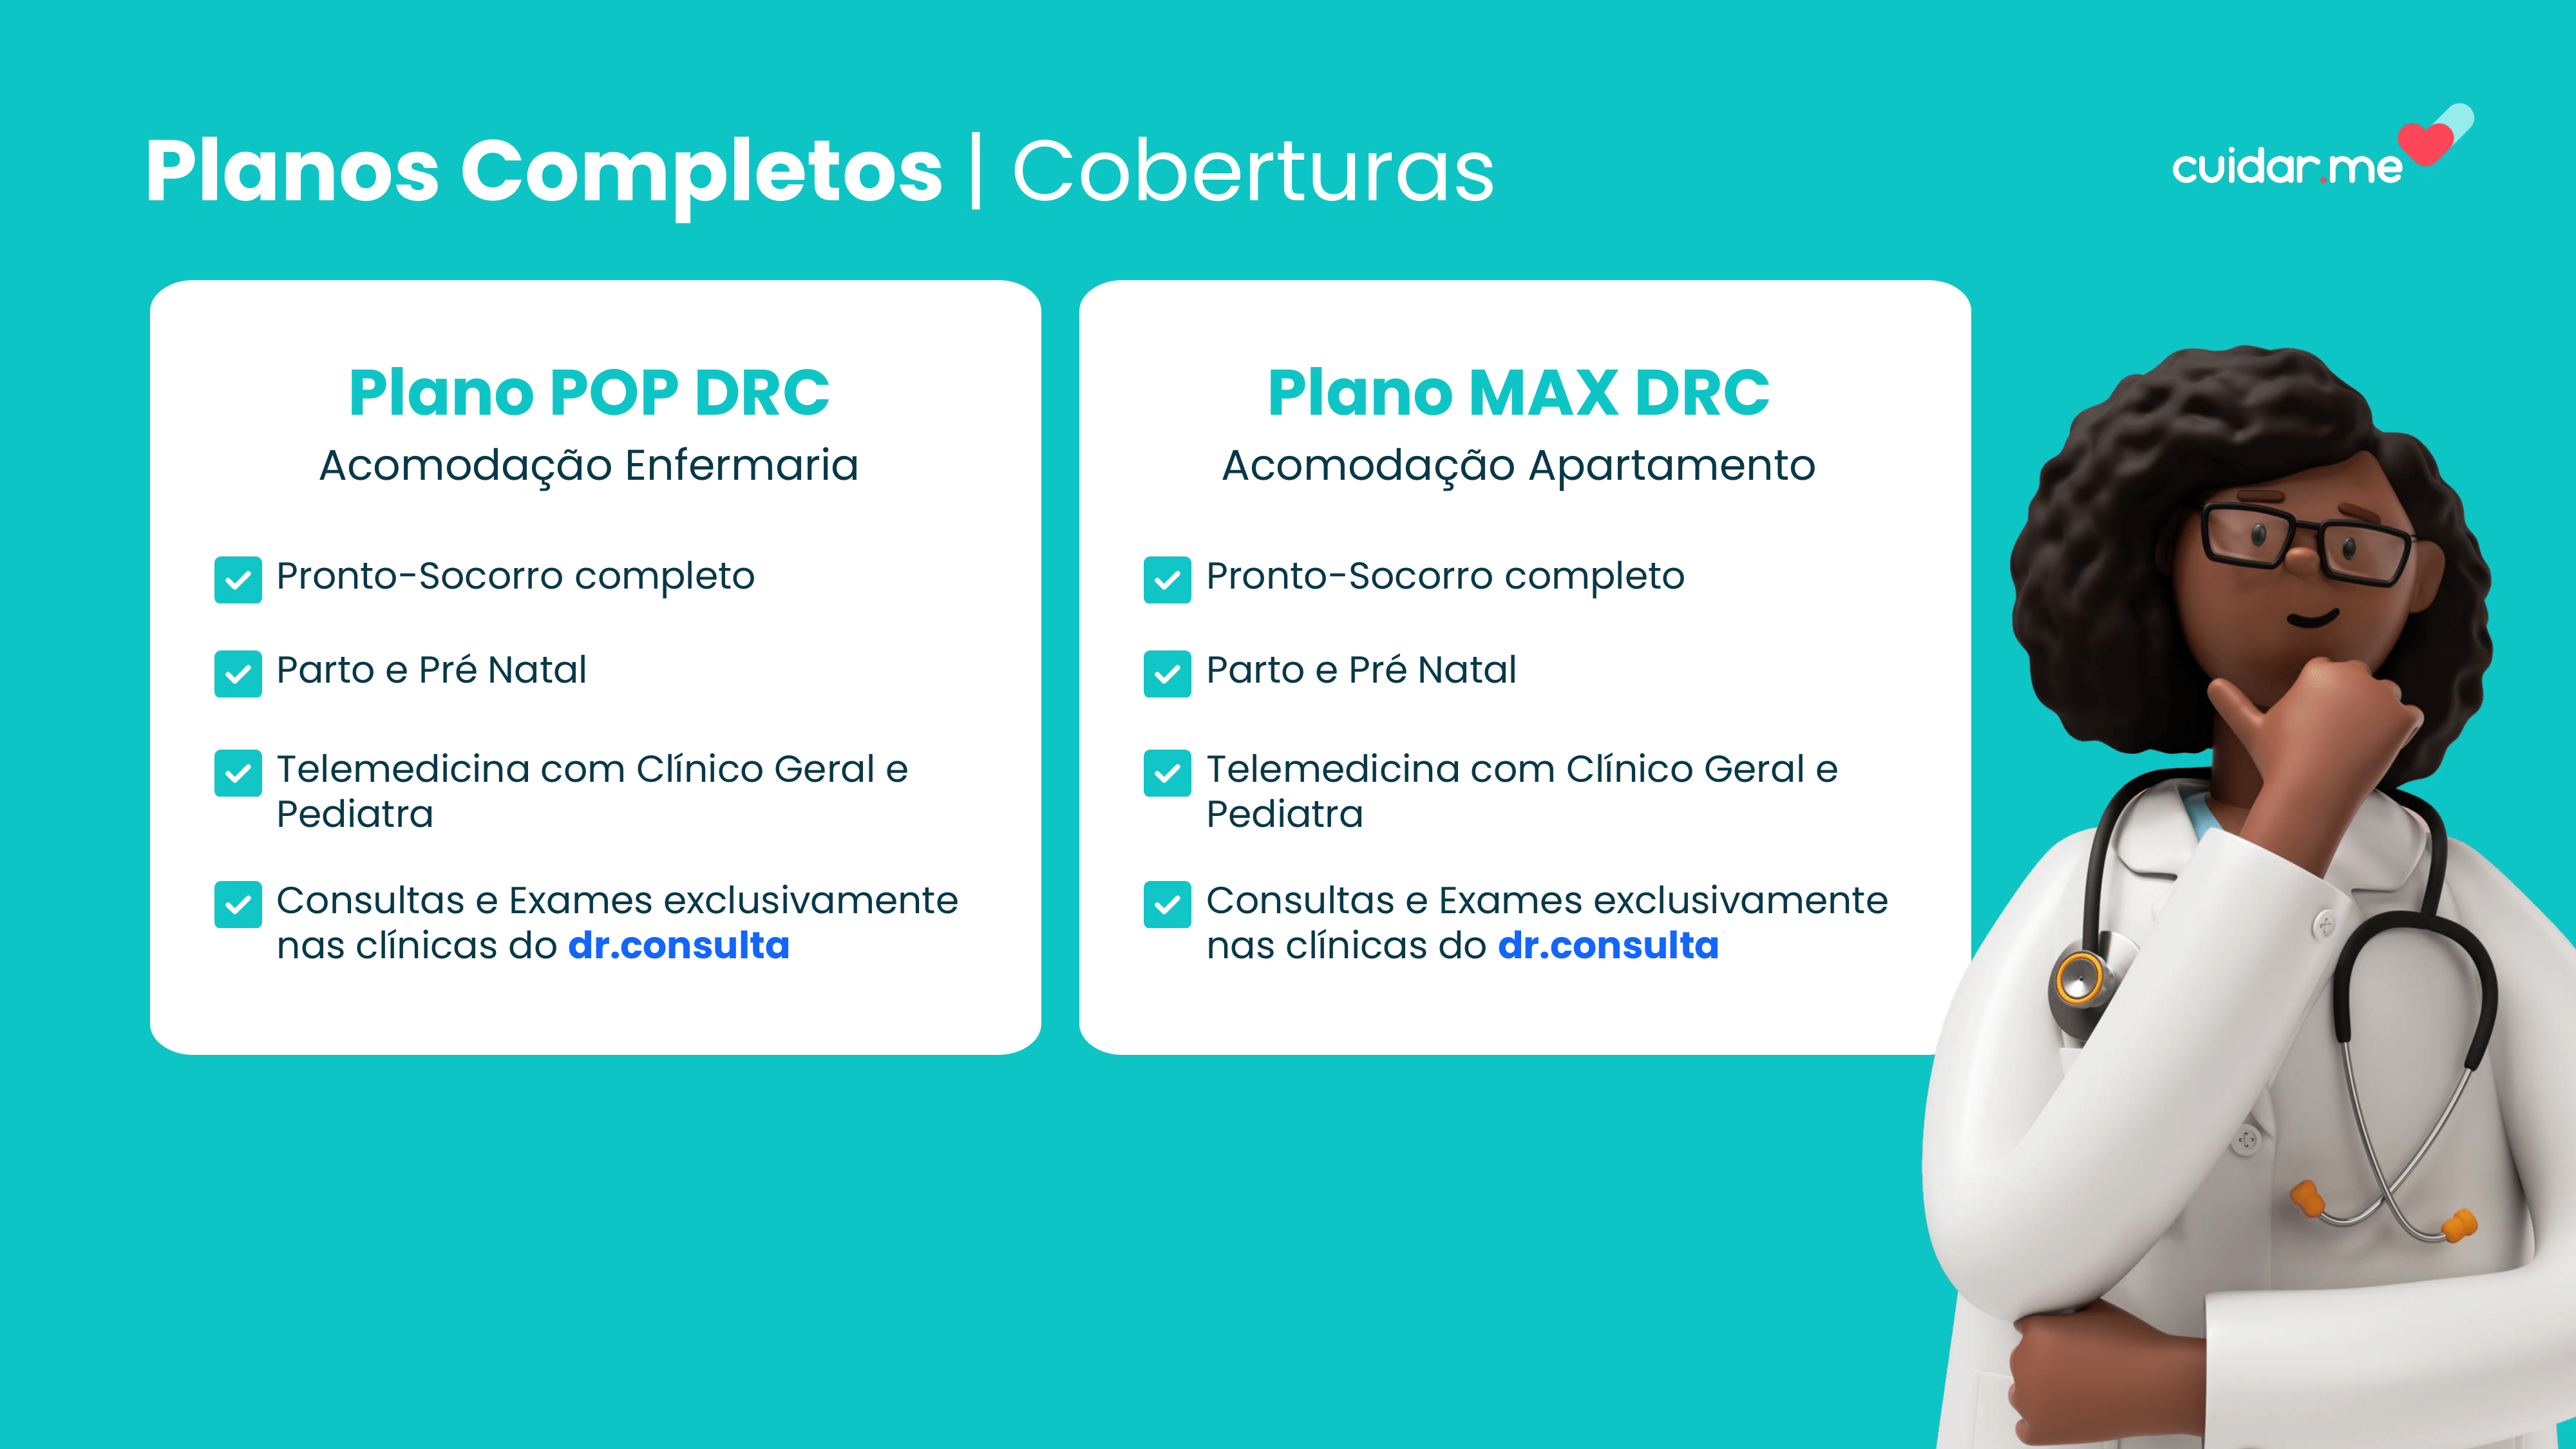 Planos Completos | Coberturas
cuidar.me
Plano POP DRC
Acomodação Enfermaria
Pronto-Socorro completo
Parto e Pré Natal
Telemedicina com Clínico Geral e
Pediatra
Consultas e Exames exclusivamente
nas clínicas do dr.consulta
Plano MAX DRC
Acomodação Apartamento
Pronto-Socorro completo
Parto e Pré Natal
Telemedicina com Clínico Geral e
Pediatra
Consultas e Exames exclusivamente
nas clínicas do dr.consulta